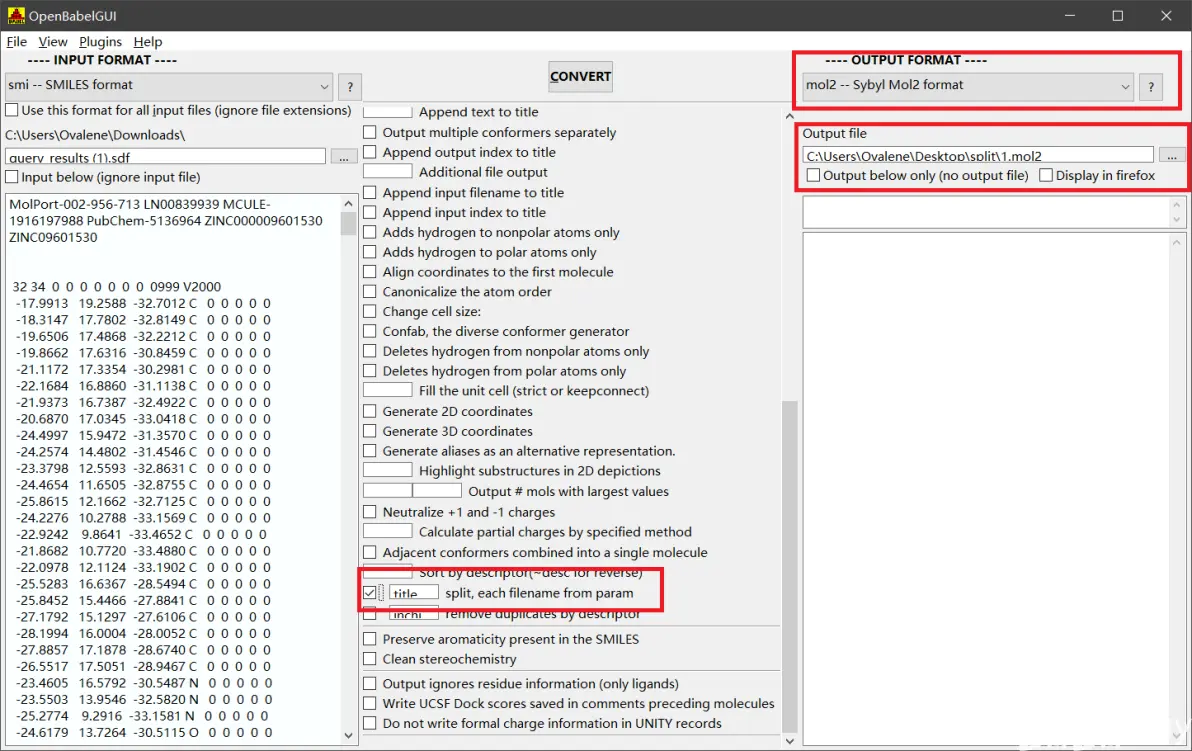 OpenBabelGUI
File View Plugins Help
---- INPUT FORMAT ----
smi -- SMILES format
?
Use this format for all input files (ignore file extensions)
C:\Users\Ovalene\Downloads\
query_results (1).sdf
...
Input below (ignore input file)
MolPort-002-956-713 LN00839939 MCULE-
1916197988 PubChem-5136964 ZINC000009601530
ZINC09601530
32 34 0 0 0 0 0 0 0 0999 V2000
-17.9913 19.2588 -32.7012 C 0 0 0 0 0
-18.3147 17.7802 -32.8149 C 0 0 0 0 0
-19.6506 17.4868 -32.2212 C 0 0 0 0 0
-19.8662 17.6316 -30.8459 C 0 0 0 0 0
-21.1172 17.3354 -30.2981 C 0 0 0 0 0
-22.1684 16.8860 -31.1138 C 0 0 0 0 0
-21.9373 16.7387 -32.4922 C 0 0 0 0 0
-20.6870 17.0345 -33.0418 C 0 0 0 0 0
-24.4997 15.9472 -31.3570 C 0 0 0 0 0
-24.2574 14.4802 -31.4546 C 0 0 0 0 0
-23.3798 12.5593 -32.8631 C 0 0 0 0 0
-24.4654 11.6505 -32.8755 C 0 0 0 0 0
-25.8615 12.1662 -32.7125 C 0 0 0 0 0
-24.2276 10.2788 -33.1569 C 0 0 0 0 0
-22.9242 9.8641 -33.4652 C 0 0 0 0 0
-21.8682 10.7720 -33.4880 C 0 0 0 0 0
-22.0978 12.1124 -33.1902 C 0 0 0 0 0
-25.5283 16.6367 -28.5494 C 0 0 0 0 0
-25.8452 15.4466 -27.8841 C 0 0 0 0 0
-27.1792 15.1297 -27.6106 C 0 0 0 0 0
-28.1994 16.0004 -28.0052 C 0 0 0 0 0
-27.8857 17.1878 -28.6740 C 0 0 0 0 0
-26.5517 17.5051 -28.9467 C 0 0 0 0 0
-23.4605 16.5792 -30.5487 N 0 0 0 0 0
-23.5503 13.9546 -32.5820 N 0 0 0 0 0
-25.2774 9.2916 -33.1581 N 0 0 0 0 0
-24.6179 13.7264 -30.5115 O 0 0 0 0 0
CONVERT
Append text to title
Output multiple conformers separately
Append output index to title
Additional file output
Append input filename to title
Append input index to title
Adds hydrogen to nonpolar atoms only
Adds hydrogen to polar atoms only
Align coordinates to the first molecule
Canonicalize the atom order
Change cell size:
Confab, the diverse conformer generator
Deletes hydrogen from nonpolar atoms only
Deletes hydrogen from polar atoms only
Fill the unit cell (strict or keepconnect)
Generate 2D coordinates
Generate 3D coordinates
Generate aliases as an alternative representation.
Highlight substructures in 2D depictions
Output # mols with largest values
Neutralize +1 and -1 charges
Calculate partial charges by specified method
Adjacent conformers combined into a single molecule
Sort by descriptor(~desc for reverse)
title split, each filename from param
inchi remove duplicates by descriptor
Preserve aromaticity present in the SMILES
Clean stereochemistry
Output ignores residue information (only ligands)
Write UCSF Dock scores saved in comments preceding molecules
Do not write formal charge information in UNITY records
---- OUTPUT FORMAT ----
mol2 -- Sybyl Mol2 format
?
Output file
C:\Users\Ovalene\Desktop\split\1.mol2
...
Output below only (no output file) Display in firefox